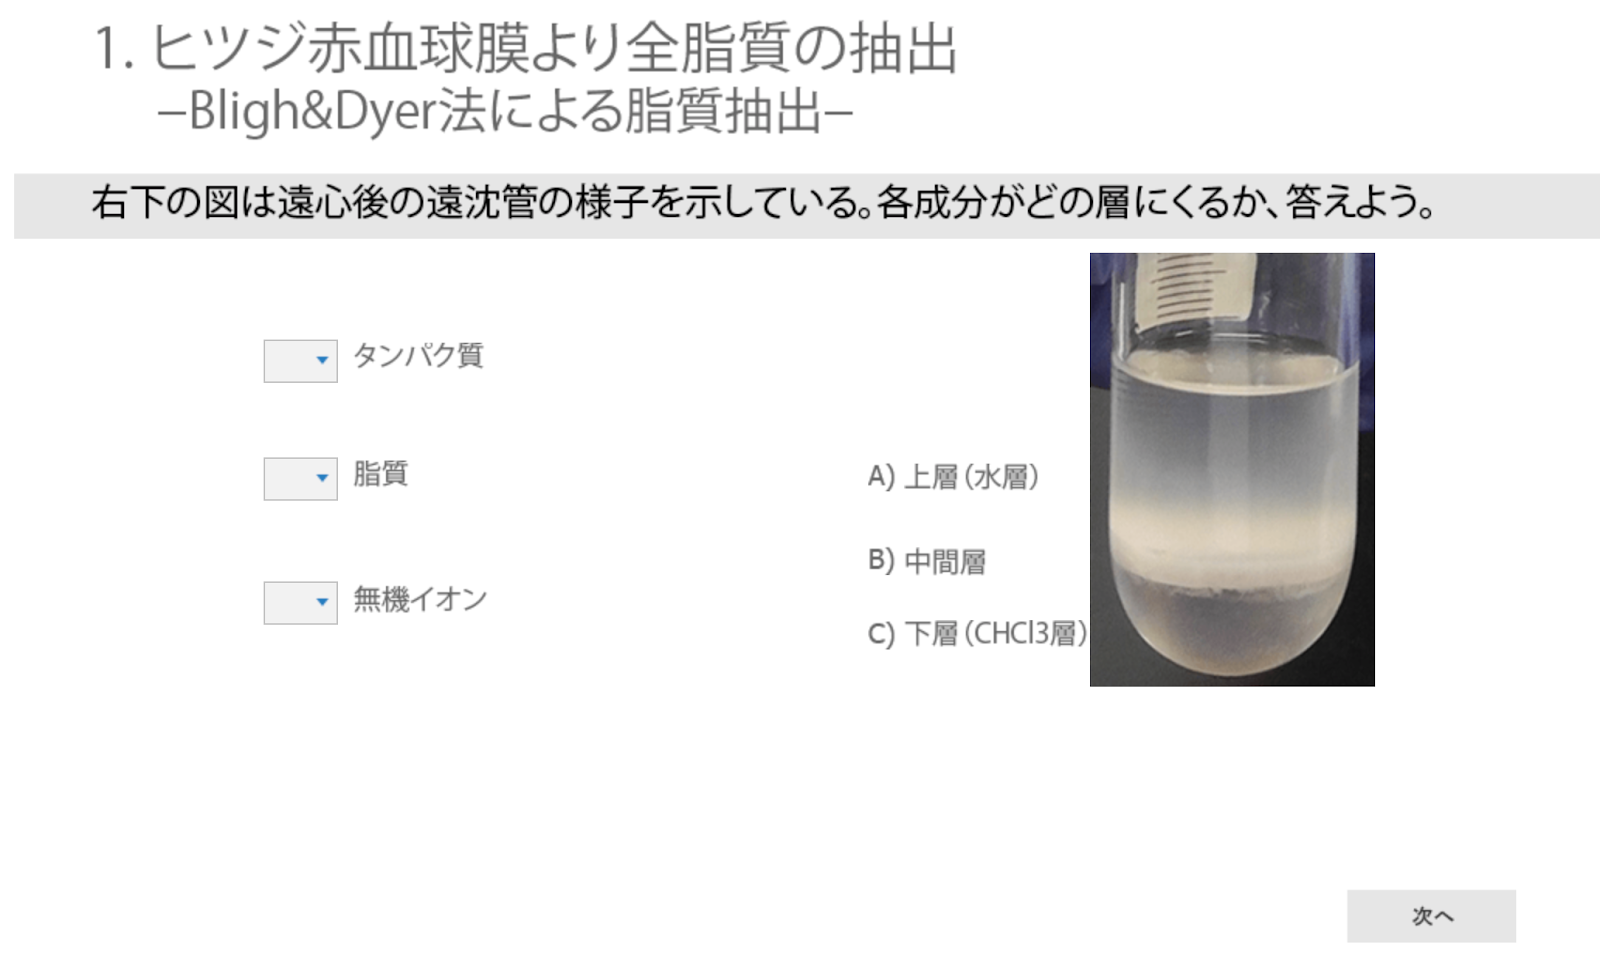 1. ヒツジ赤血球膜より全脂質の抽出
–Bligh&Dyer法による脂質抽出–
右下の図は遠心後の遠沈管の様子を示している。各成分がどの層にくるか、答えよう。
タンパク質
脂質
無機イオン
A) 上層（水層）
B) 中間層
C) 下層（CHCl3層）
次へ